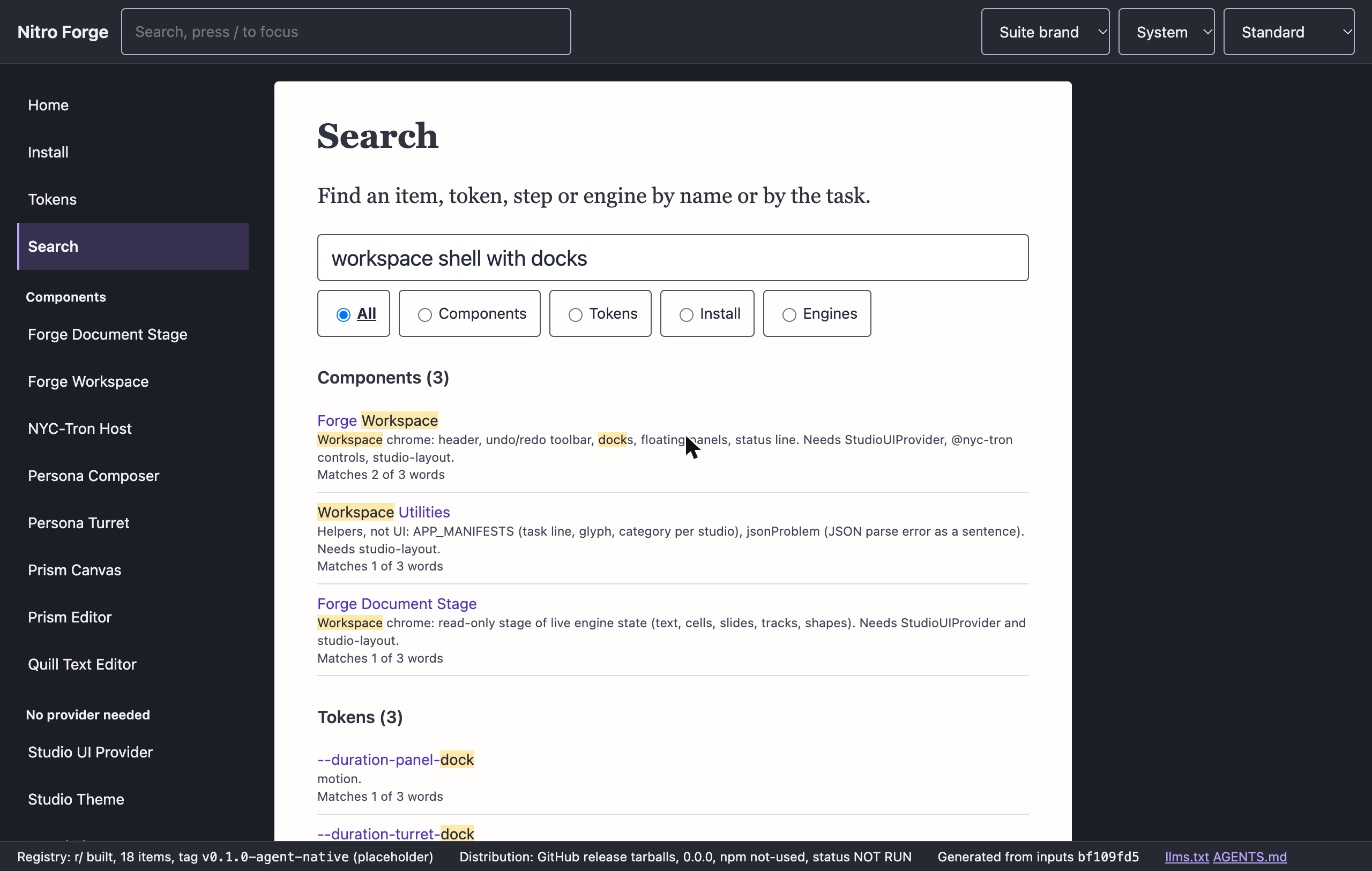 Nitro Forge
Search, press / to focus
Suite brand
System
Standard
Home
Install
Tokens
Search
Components
Forge Document Stage
Forge Workspace
NYC-Tron Host
Persona Composer
Persona Turret
Prism Canvas
Prism Editor
Quill Text Editor
No provider needed
Studio UI Provider
Studio Theme
Search
Find an item, token, step or engine by name or by the task.
workspace shell with docks
All
Components
Tokens
Install
Engines
Components (3)
Forge Workspace
Workspace chrome: header, undo/redo toolbar, docks, floating panels, status line. Needs StudioUIProvider, @nyc-tron
controls, studio-layout.
Matches 2 of 3 words
Workspace Utilities
Helpers, not UI: APP_MANIFESTS (task line, glyph, category per studio), jsonProblem (JSON parse error as a sentence).
Needs studio-layout.
Matches 1 of 3 words
Forge Document Stage
Workspace chrome: read-only stage of live engine state (text, cells, slides, tracks, shapes). Needs StudioUIProvider and
studio-layout.
Matches 1 of 3 words
Tokens (3)
--duration-panel-dock
motion.
Matches 1 of 3 words
--duration-turret-dock
Registry: r/ built, 18 items, tag v0.1.0-agent-native (placeholder)
Distribution: GitHub release tarballs, 0.0.0, npm not-used, status NOT RUN
Generated from inputs bf109fd5
llms.txt AGENTS.md